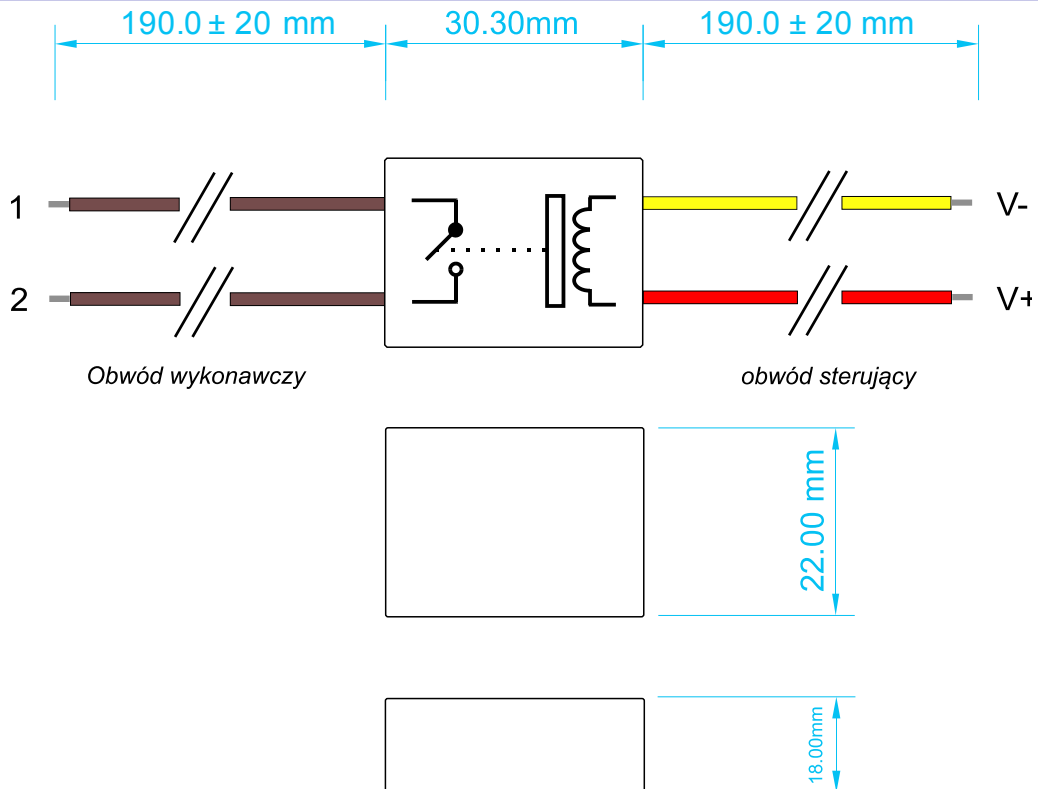 190.0 ± 20 mm 30.30mm 190.0 ± 20 mm
1 V-
2 V+
Obwód wykonawczy obwód sterujący
22.00 mm
18.00mm